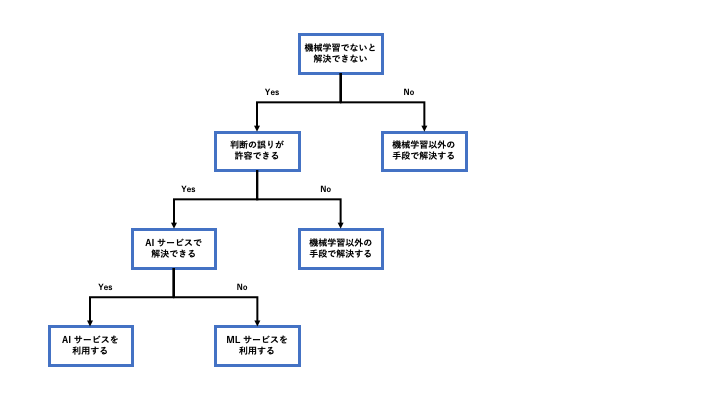 機械学習でないと
解決できない
Yes
No
判断の誤りが
許容できる
機械学習以外の
手段で解決する
Yes
No
AI サービスで
解決できる
機械学習以外の
手段で解決する
Yes
No
AI サービスを
利用する
ML サービスを
利用する